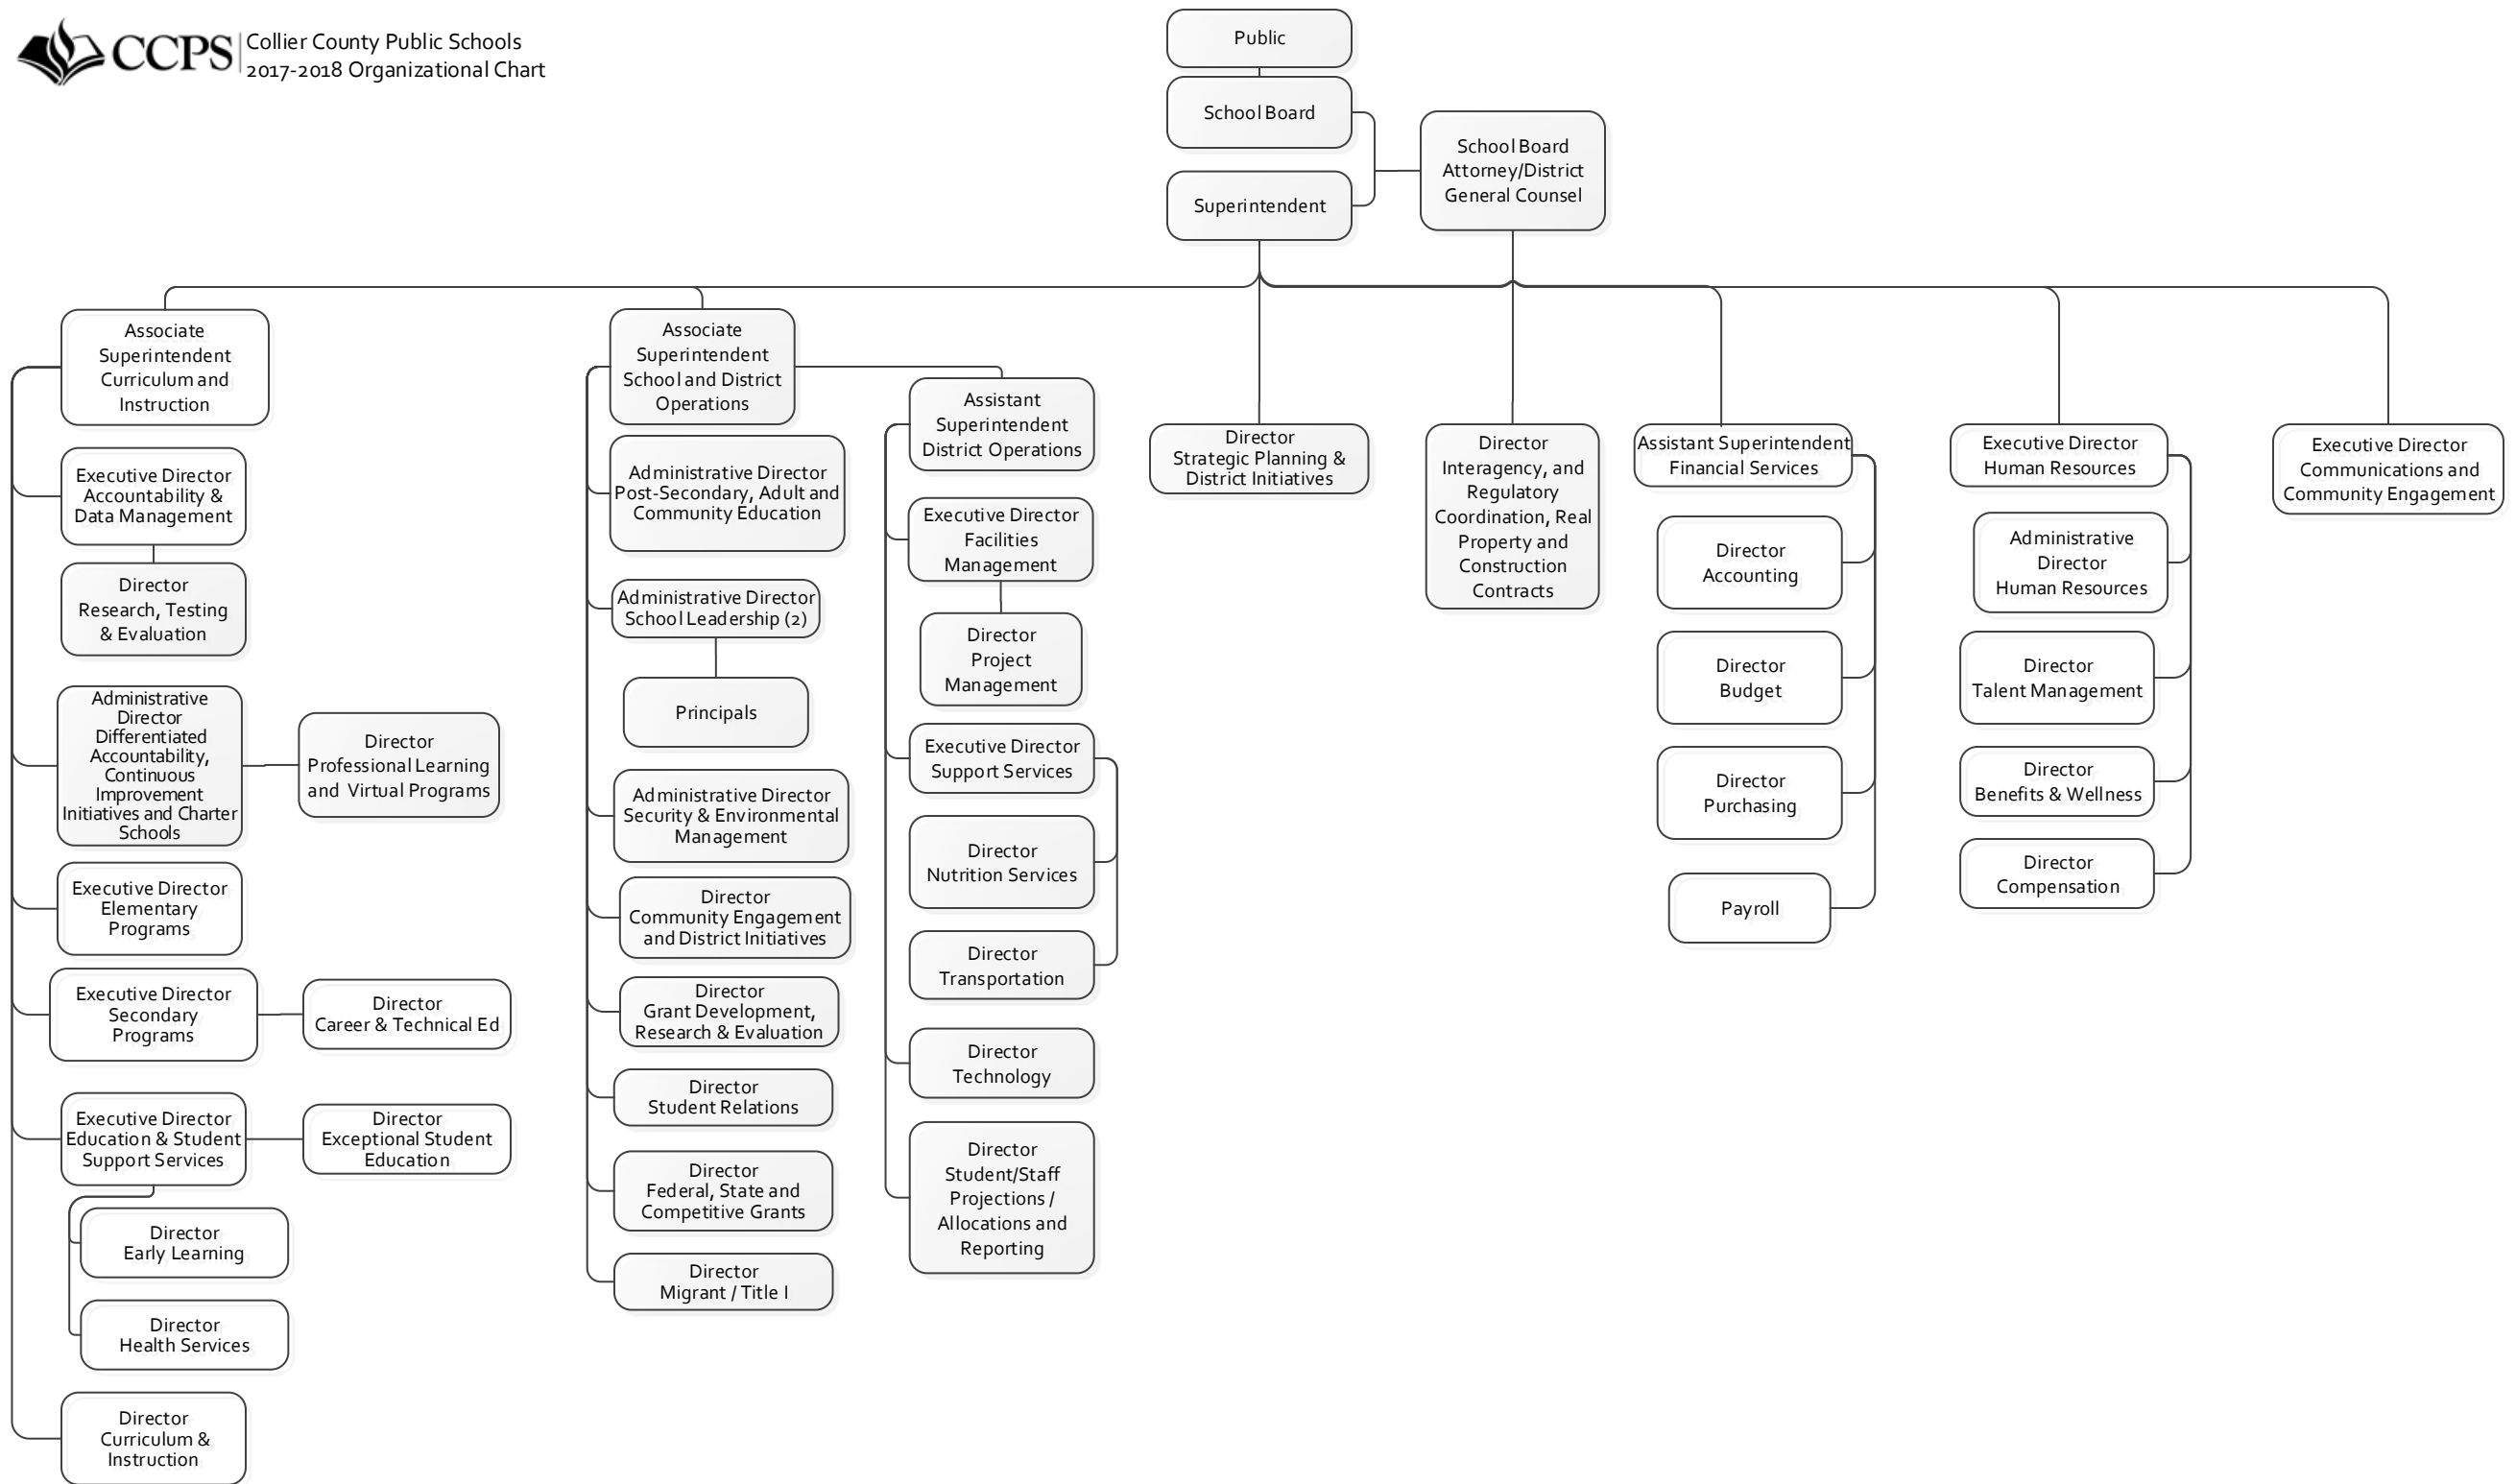 CCPS
Collier County Public Schools
2017-2018 Organizational Chart
Public
School Board
School Board
Attorney/District
General Counsel
Superintendent
Associate
Superintendent
Curriculum and
Instruction
Executive Director
Accountability &
Data Management
Director
Research, Testing
& Evaluation
Administrative
Director
Differentiated
Accountability,
Continuous
Improvement
Initiatives and Charter
Schools
Director
Professional Learning
and Virtual Programs
Executive Director
Elementary
Programs
Executive Director
Secondary
Programs
Director
Career & Technical Ed
Executive Director
Education & Student
Support Services
Director
Exceptional Student
Education
Director
Early Learning
Director
Health Services
Director
Curriculum &
Instruction
Associate
Superintendent
School and District
Operations
Administrative Director
Post-Secondary, Adult and
Community Education
Administrative Director
School Leadership (2)
Principals
Administrative Director
Security & Environmental
Management
Director
Community Engagement
and District Initiatives
Director
Grant Development,
Research & Evaluation
Director
Student Relations
Director
Federal, State and
Competitive Grants
Director
Migrant / Title I
Assistant
Superintendent
District Operations
Executive Director
Facilities
Management
Director
Project
Management
Executive Director
Support Services
Director
Nutrition Services
Director
Transportation
Director
Technology
Director
Student/Staff
Projections /
Allocations and
Reporting
Director
Strategic Planning &
District Initiatives
Director
Interagency, and
Regulatory
Coordination, Real
Property and
Construction
Contracts
Assistant Superintendent
Financial Services
Director
Accounting
Director
Budget
Director
Purchasing
Payroll
Executive Director
Human Resources
Administrative
Director
Human Resources
Director
Talent Management
Director
Benefits & Wellness
Director
Compensation
Executive Director
Communications and
Community Engagement